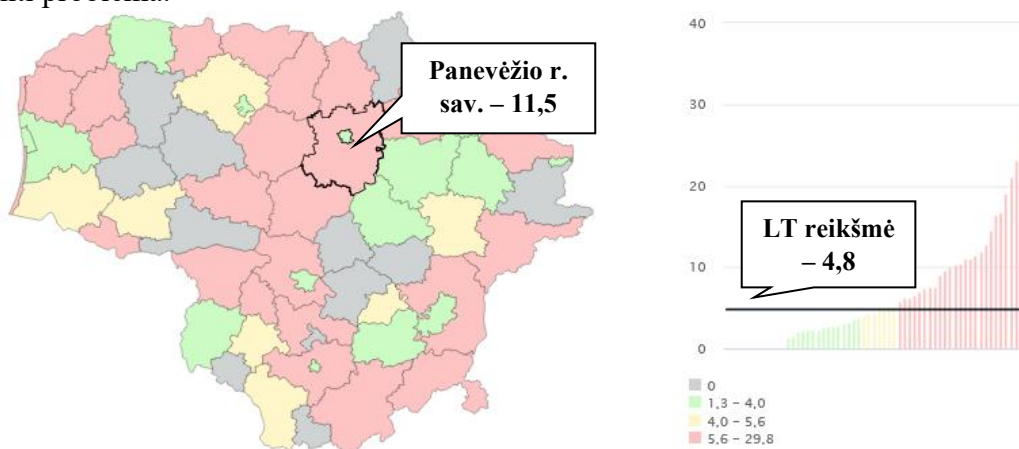 Panevėžio r.
sav. – 11,5
40
30
20
LT reikšmė
– 4,8
10
0
0
1,3 – 4,0
4,0 – 5,6
5,6 – 29,8